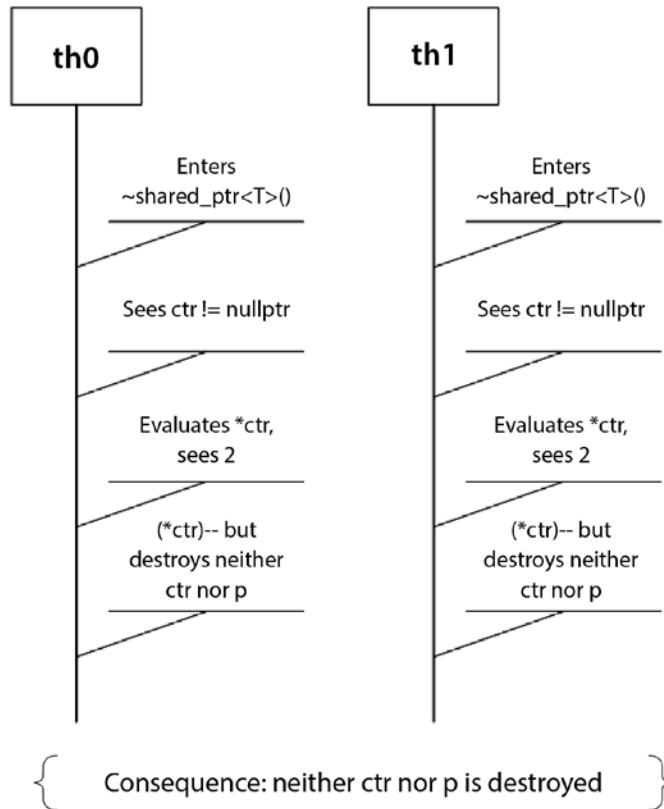 th0
Enters
~shared_ptr<T>()
Sees ctr != nullptr
Evaluates *ctr,
sees 2
(*ctr)-- but
destroys neither
ctr nor p
th1
Enters
~shared_ptr<T>()
Sees ctr != nullptr
Evaluates *ctr,
sees 2
(*ctr)-- but
destroys neither
ctr nor p
{ Consequence: neither ctr nor p is destroyed }